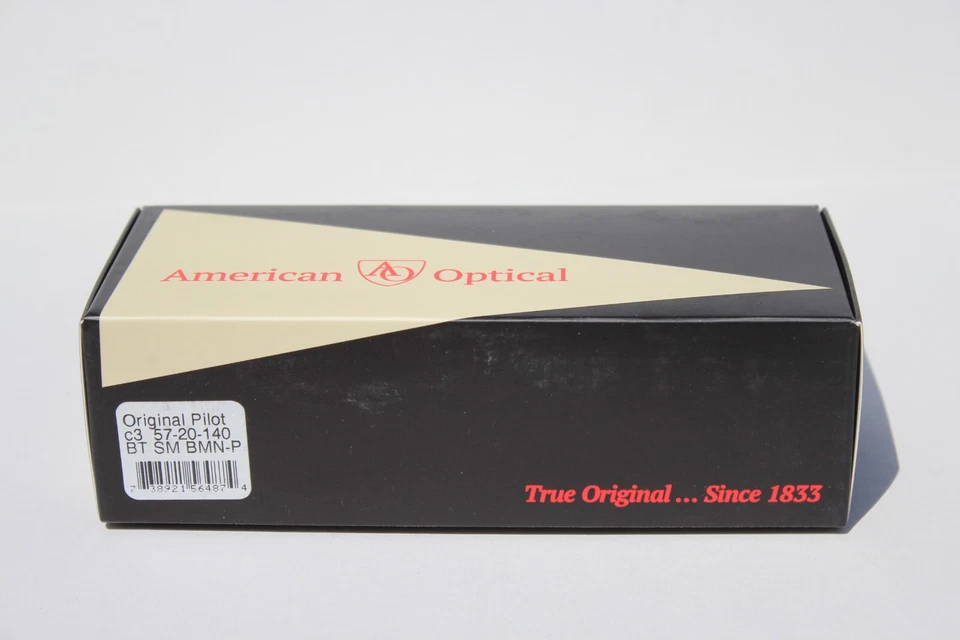 American AO Optical
Original Pilot
c3 57-20-140
BT SM BMN-P
7 38921 56487 4
True Original ... Since 1833